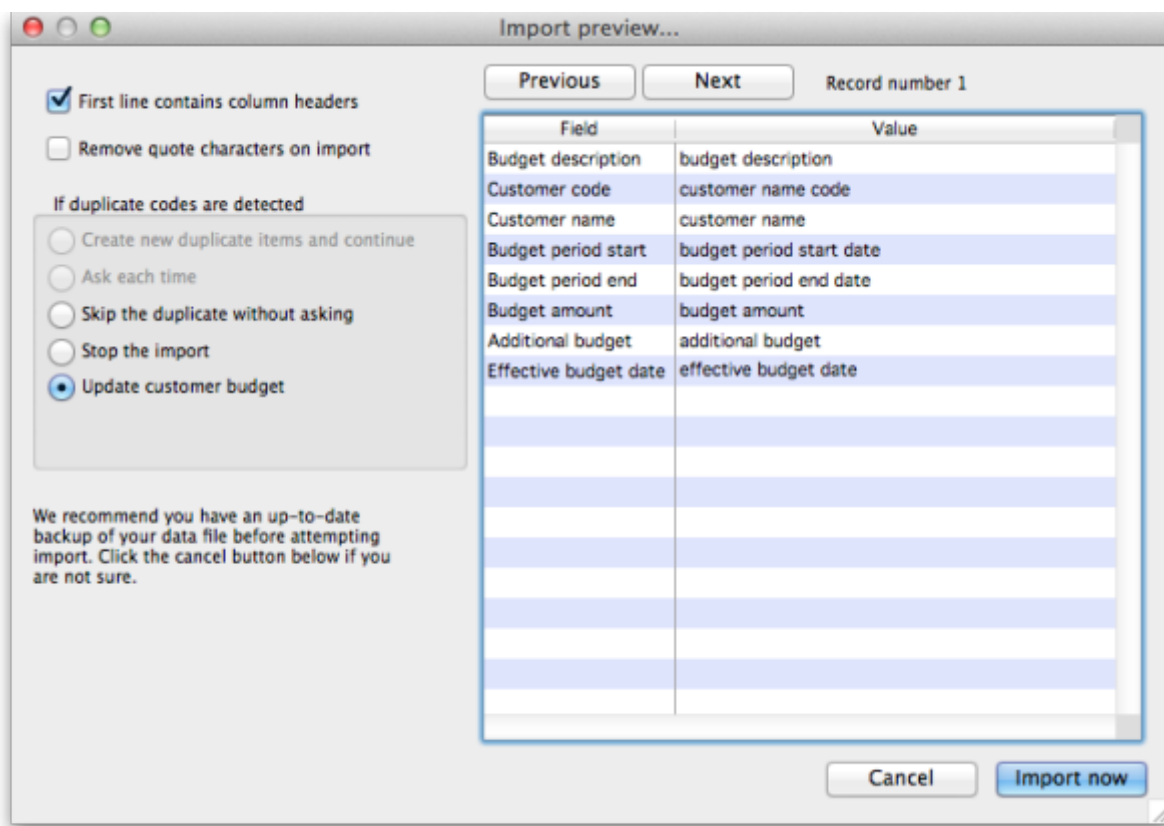 Import preview...
Previous
Next
Record number 1
First line contains column headers
Remove quote characters on import
If duplicate codes are detected
Create new duplicate items and continue
Ask each time
Skip the duplicate without asking
Stop the import
Update customer budget
We recommend you have an up-to-date
backup of your data file before attempting
import. Click the cancel button below if you
are not sure.
Field Value
Budget description budget description
Customer code customer name code
Customer name customer name
Budget period start budget period start date
Budget period end budget period end date
Budget amount budget amount
Additional budget additional budget
Effective budget date effective budget date
Cancel
Import now